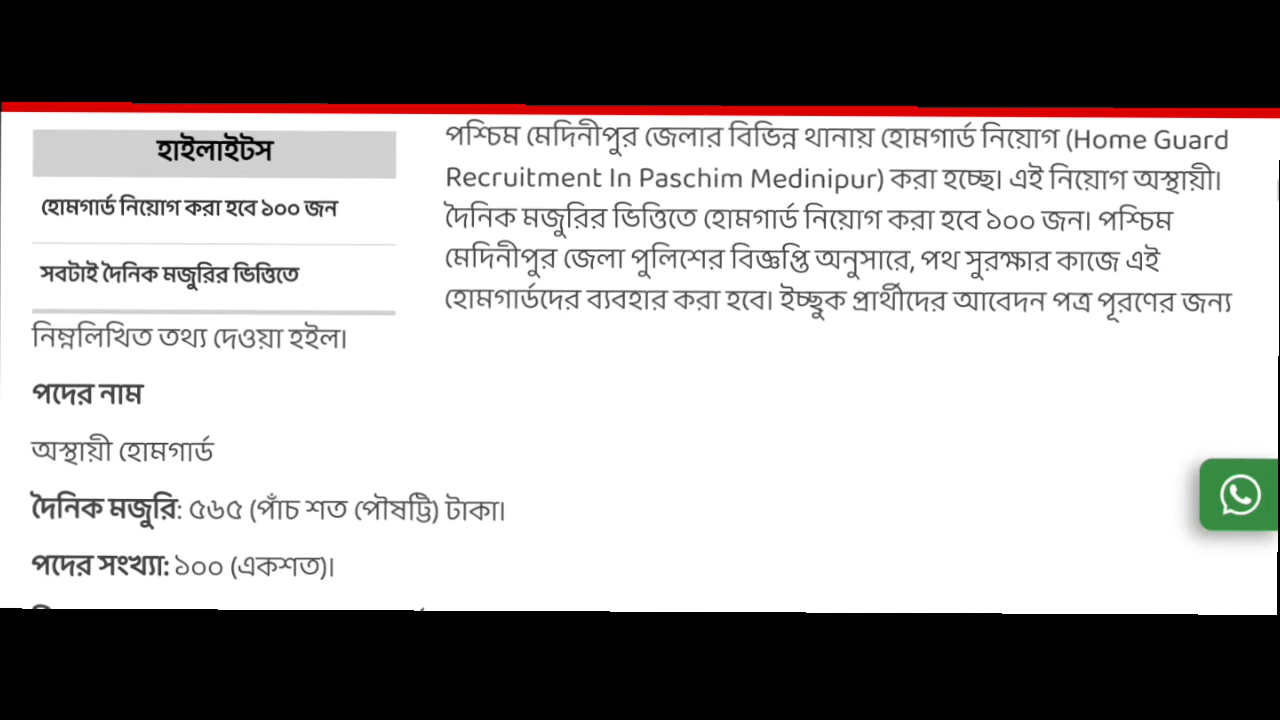 হাইলাইটস
হোমগার্ড নিয়োগ করা হবে ১০০ জন
সবটাই দৈনিক মজুরির ভিত্তিতে
পশ্চিম মেদিনীপুর জেলার বিভিন্ন থানায় হোমগার্ড নিয়োগ (Home Guard
Recruitment In Paschim Medinipur) করা হচ্ছে। এই নিয়োগ অস্থায়ী।
দৈনিক মজুরির ভিত্তিতে হোমগার্ড নিয়োগ করা হবে ১০০ জন। পশ্চিম
মেদিনীপুর জেলা পুলিশের বিজ্ঞপ্তি অনুসারে, পথ সুরক্ষার কাজে এই
হোমগার্ডদের ব্যবহার করা হবে। ইচ্ছুক প্রার্থীদের আবেদন পত্র পূরণের জন্য
নিম্নলিখিত তথ্য দেওয়া হইল।
পদের নাম
অস্থায়ী হোমগার্ড
দৈনিক মজুরি: ৫৬৫ (পাঁচ শত পৌষট্টি) টাকা।
পদের সংখ্যা: ১০০ (একশত)।